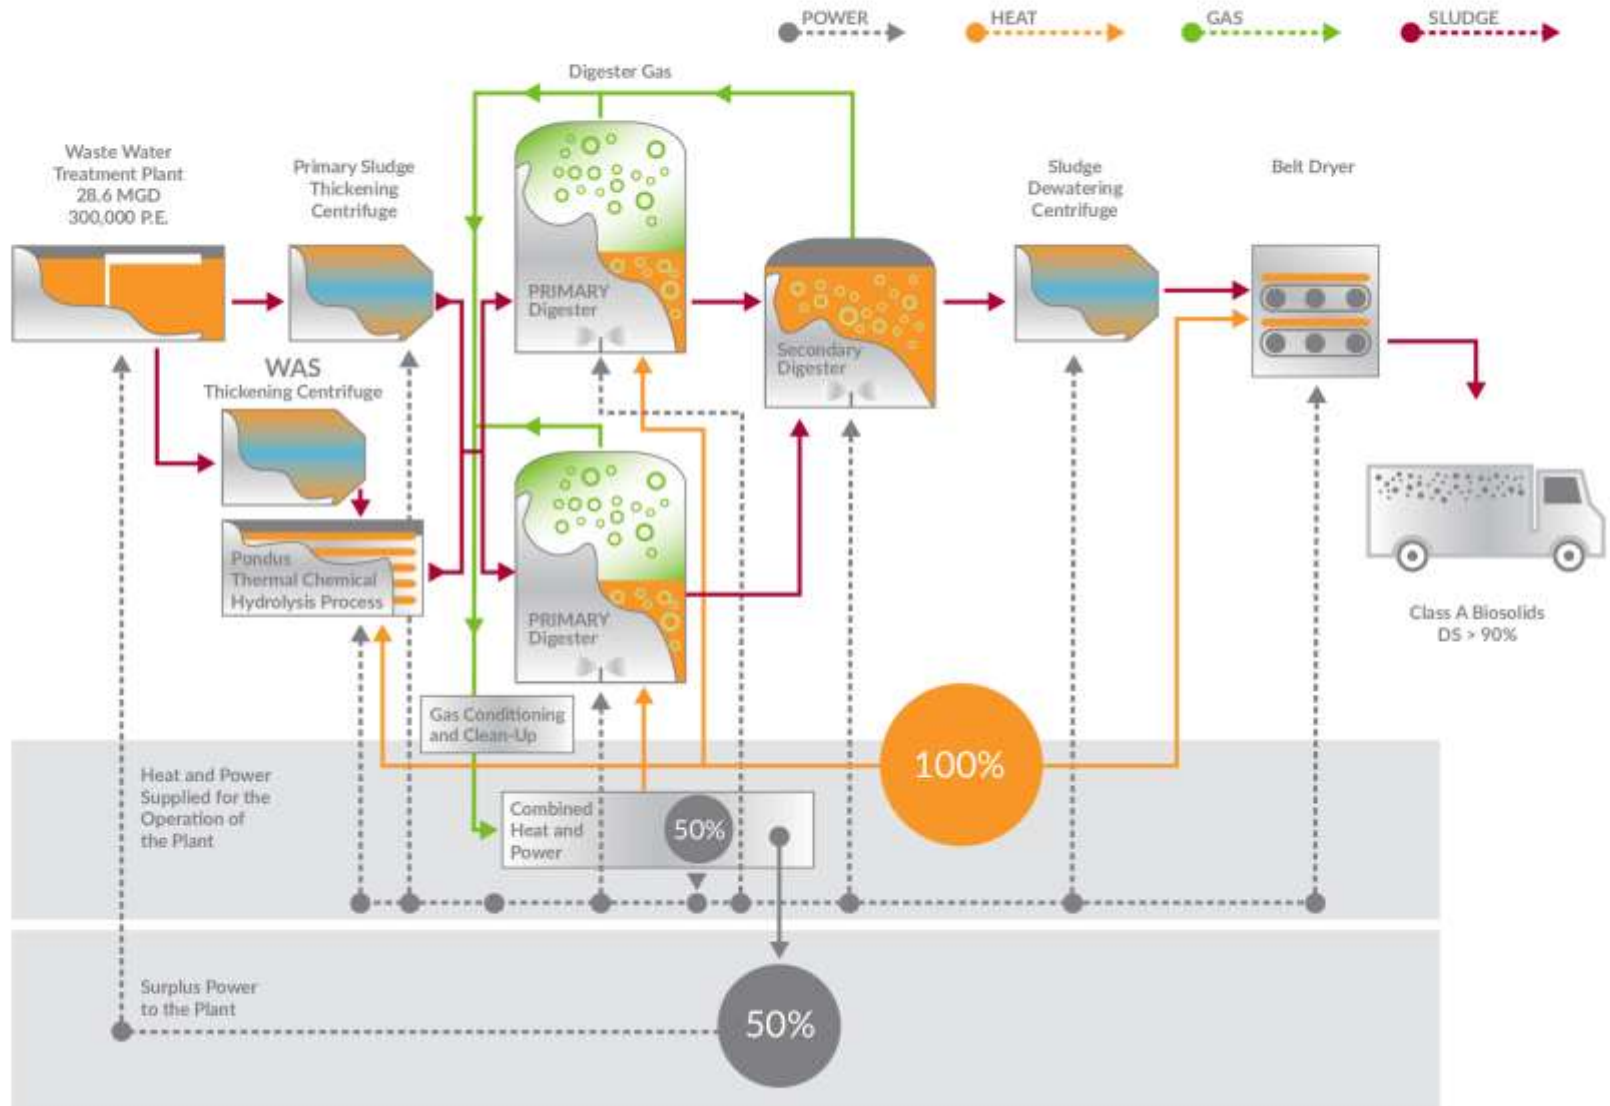 POWER
HEAT
GAS
SLUDGE
Digester Gas
Waste Water
Treatment Plant
28.6 MGD
300,000 P.E.
Primary Sludge
Thickening
Centrifuge
Sludge
Dewatering
Centrifuge
Belt Dryer
PRIMARY
Digester
Secondary
Digester
WAS
Thickening Centrifuge
Pondus
Thermal Chemical
Hydrolysis Process
PRIMARY
Digester
Class A Biosolids
DS > 90%
Gas Conditioning
and Clean-Up
100%
Heat and Power
Supplied for the
Operation of
the Plant
Combined
Heat and
Power
50%
Surplus Power
to the Plant
50%